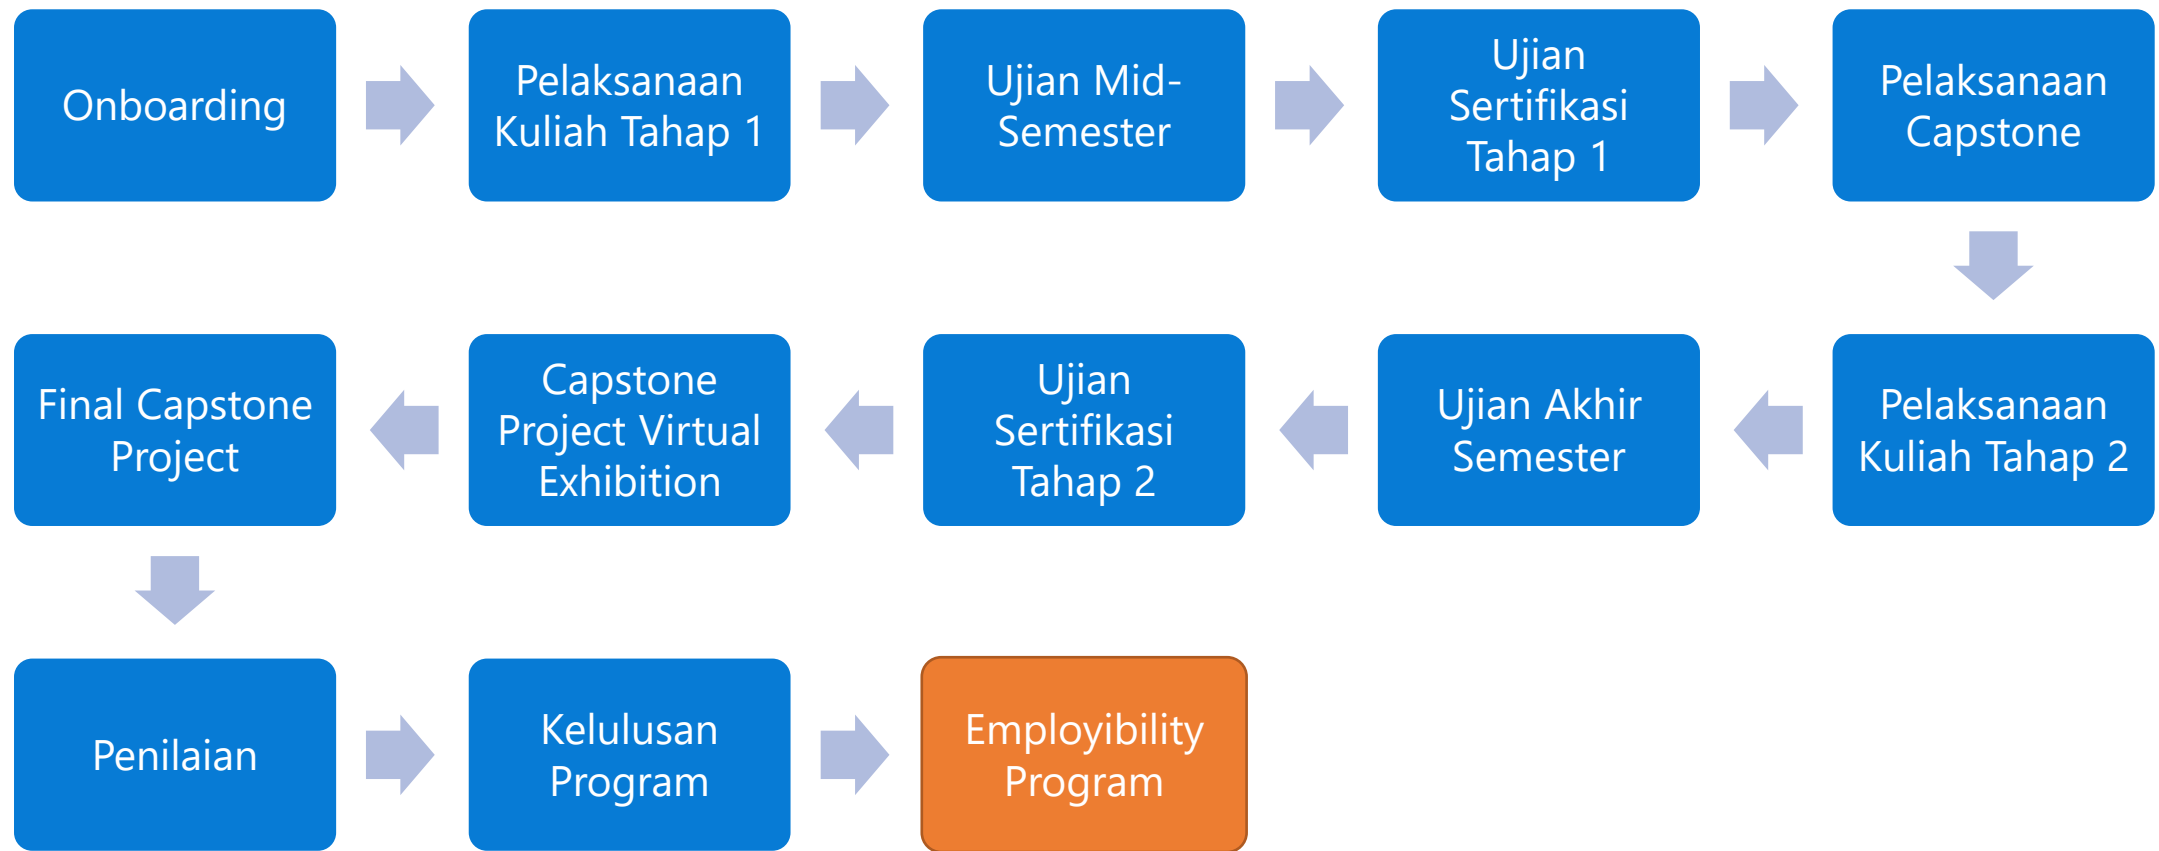 Onboarding
Pelaksanaan
Kuliah Tahap 1
Ujian Mid-
Semester
Ujian
Sertifikasi
Tahap 1
Pelaksanaan
Capstone
Pelaksanaan
Kuliah Tahap 2
Ujian Akhir
Semester
Ujian
Sertifikasi
Tahap 2
Capstone
Project Virtual
Exhibition
Final Capstone
Project
Penilaian
Kelulusan
Program
Employibility
Program